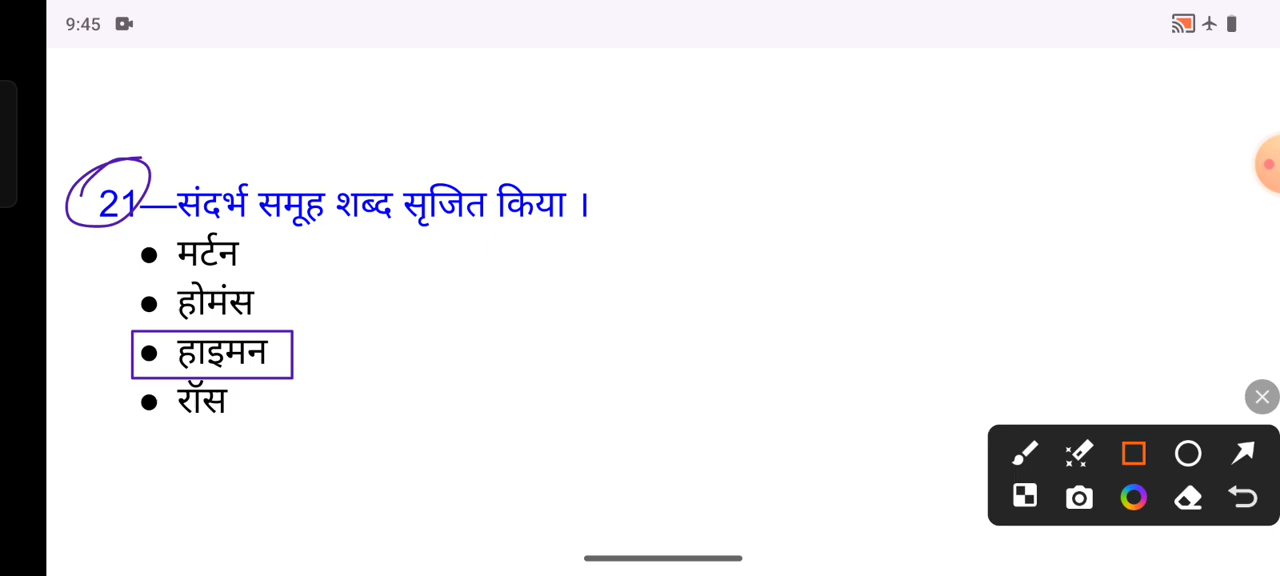 9:45
21—संदर्भ समूह शब्द सृजित किया ।
● मर्टन
● होमंस
● हाइमन
● रॉस